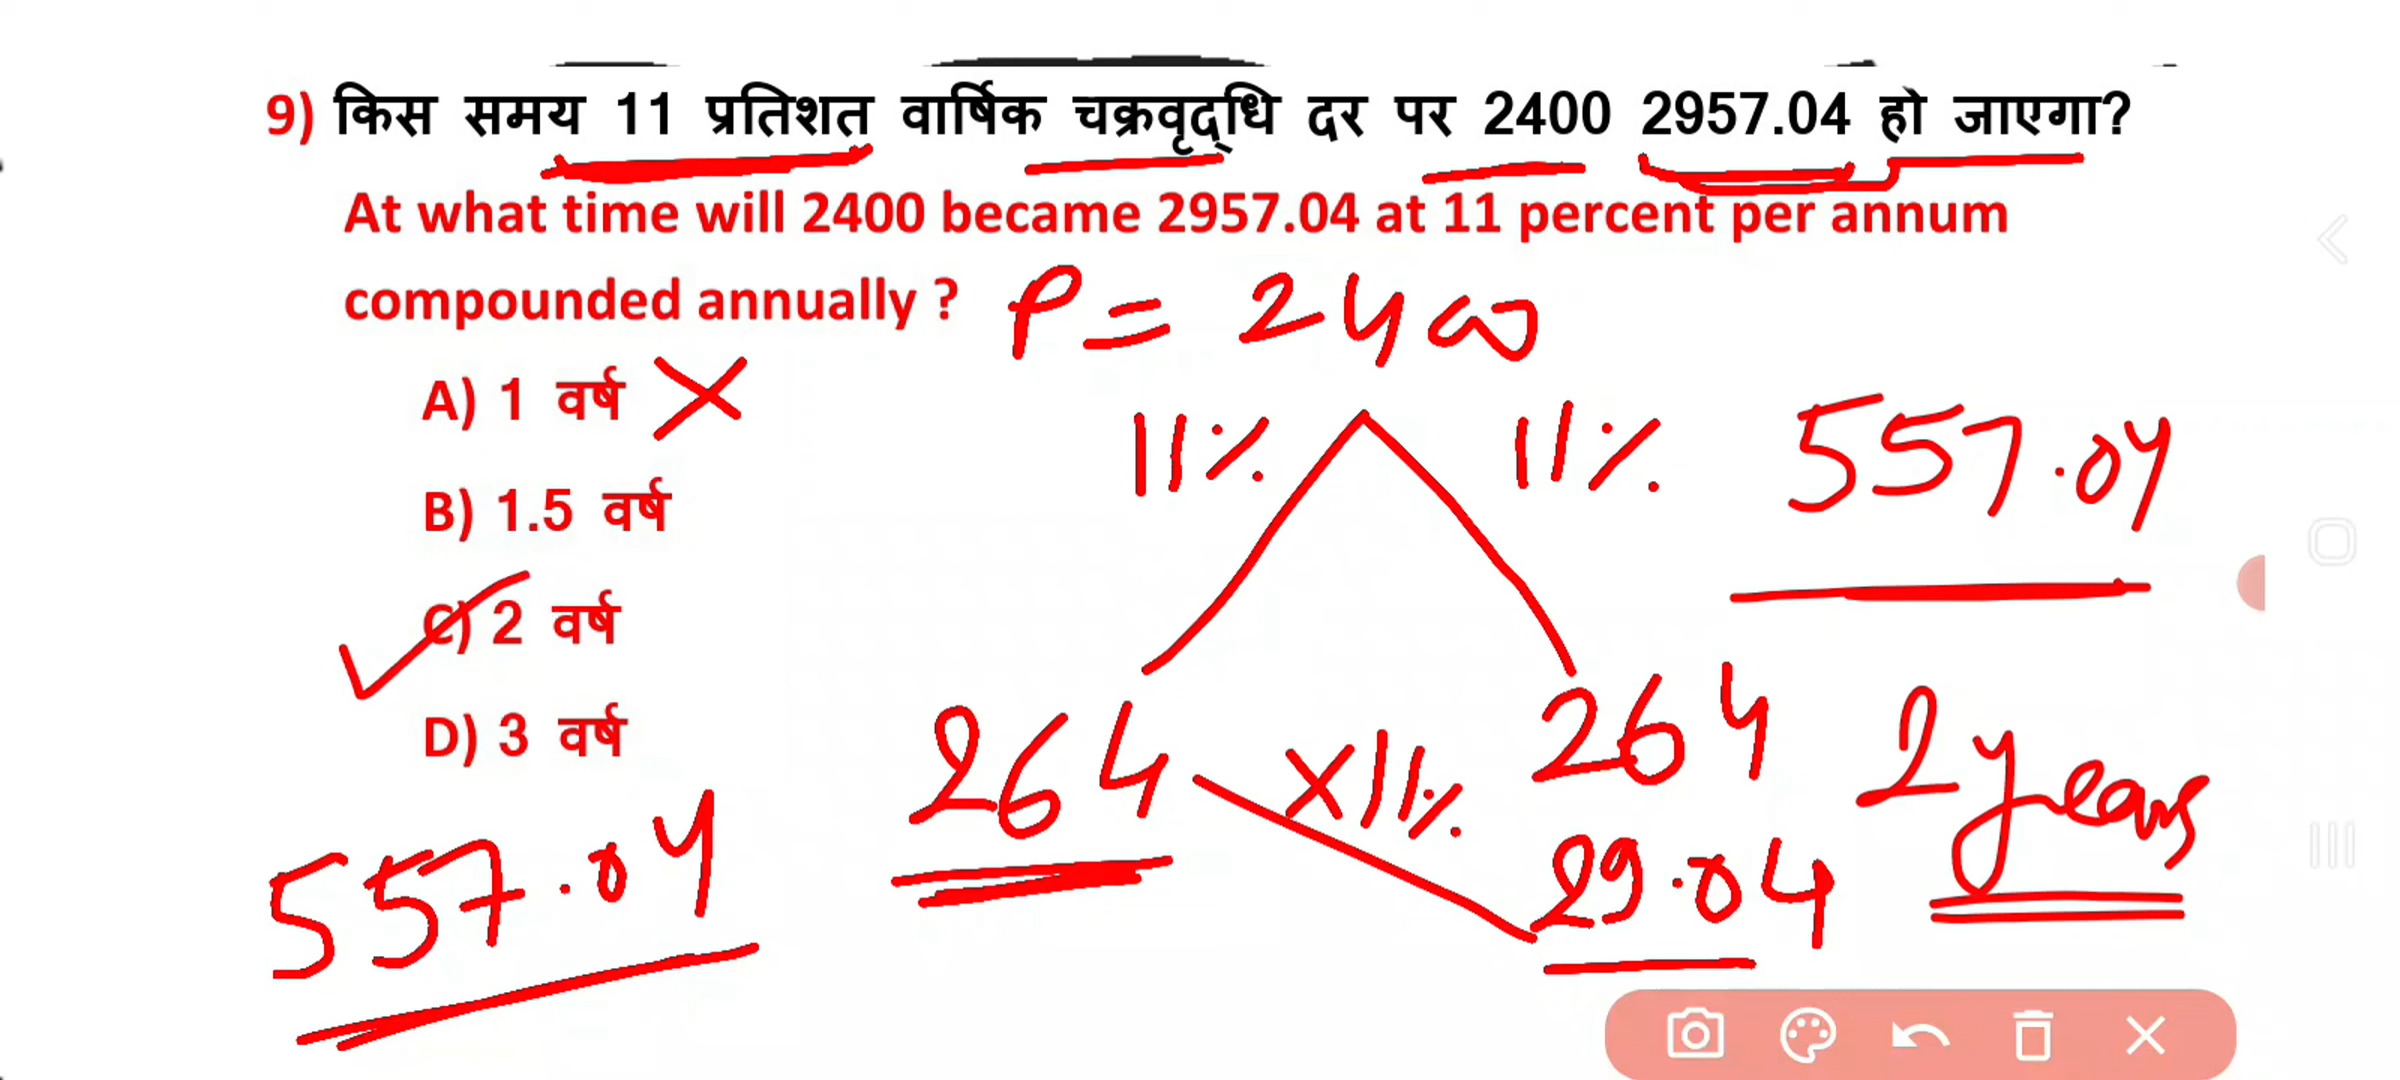 9) किस समय 11 प्रतिशत वार्षिक चक्रवृद्धि दर पर 2400 2957.04 हो जाएगा?
At what time will 2400 became 2957.04 at 11 percent per annum
compounded annually ? P = 2400
A) 1 वर्ष ×
11% 11% 557.04
B) 1.5 वर्ष
C) 2 वर्ष
D) 3 वर्ष
264 ×11% 264 2 years
557.04 29.04